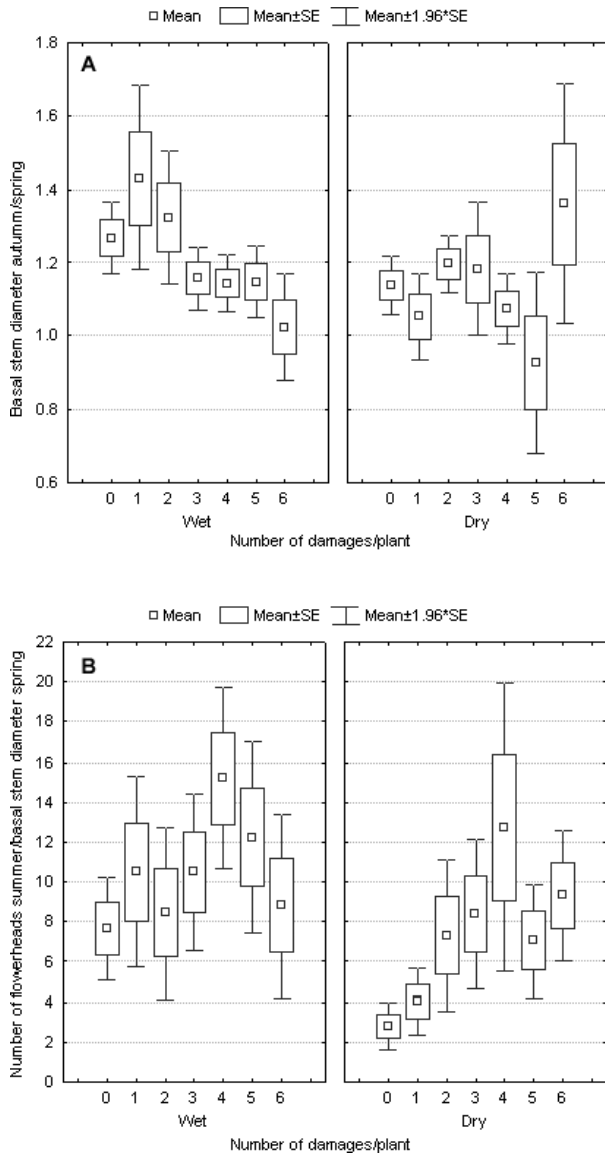 Mean Mean±SE Mean±1.96*SE
A
Basal stem diameter autumm/spring
1.8
1.6
1.4
1.2
1.0
0.8
0.6
0 1 2 3 4 5 6 0 1 2 3 4 5 6
Wet Dry
Number of damages/plant
Mean Mean±SE Mean±1.96*SE
B
Number of flowerheads summer/basal stem diameter spring
22
20
18
16
14
12
10
8
6
4
2
0
0 1 2 3 4 5 6 0 1 2 3 4 5 6
Wet Dry
Number of damages/plant